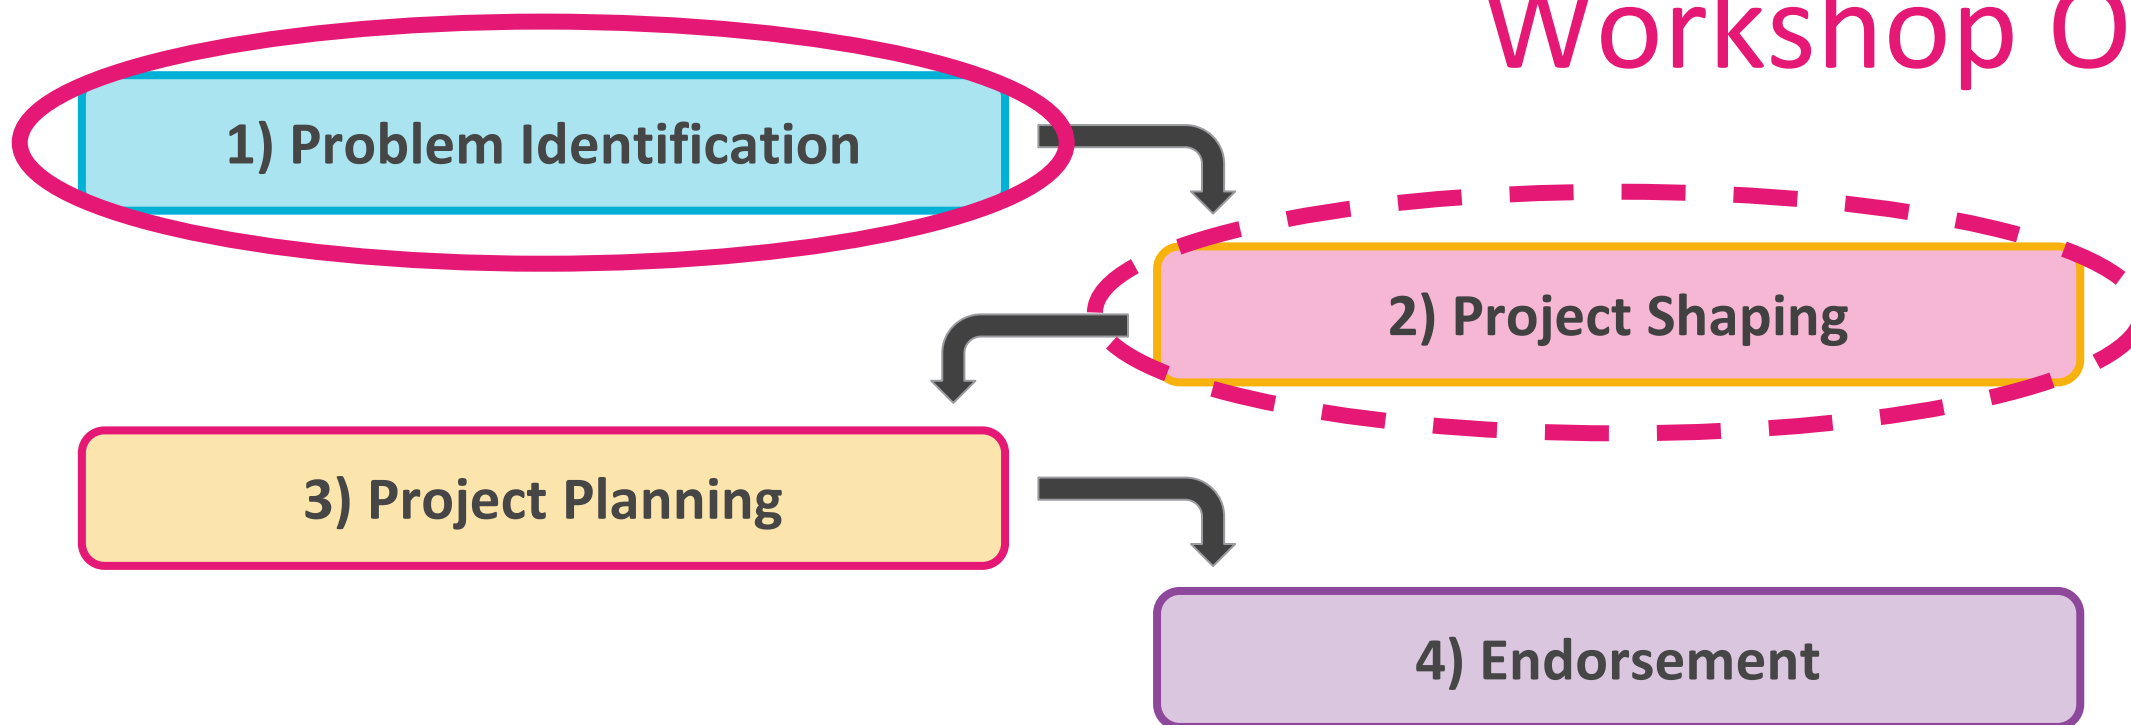 Workshop O
1) Problem Identification
2) Project Shaping
3) Project Planning
4) Endorsement